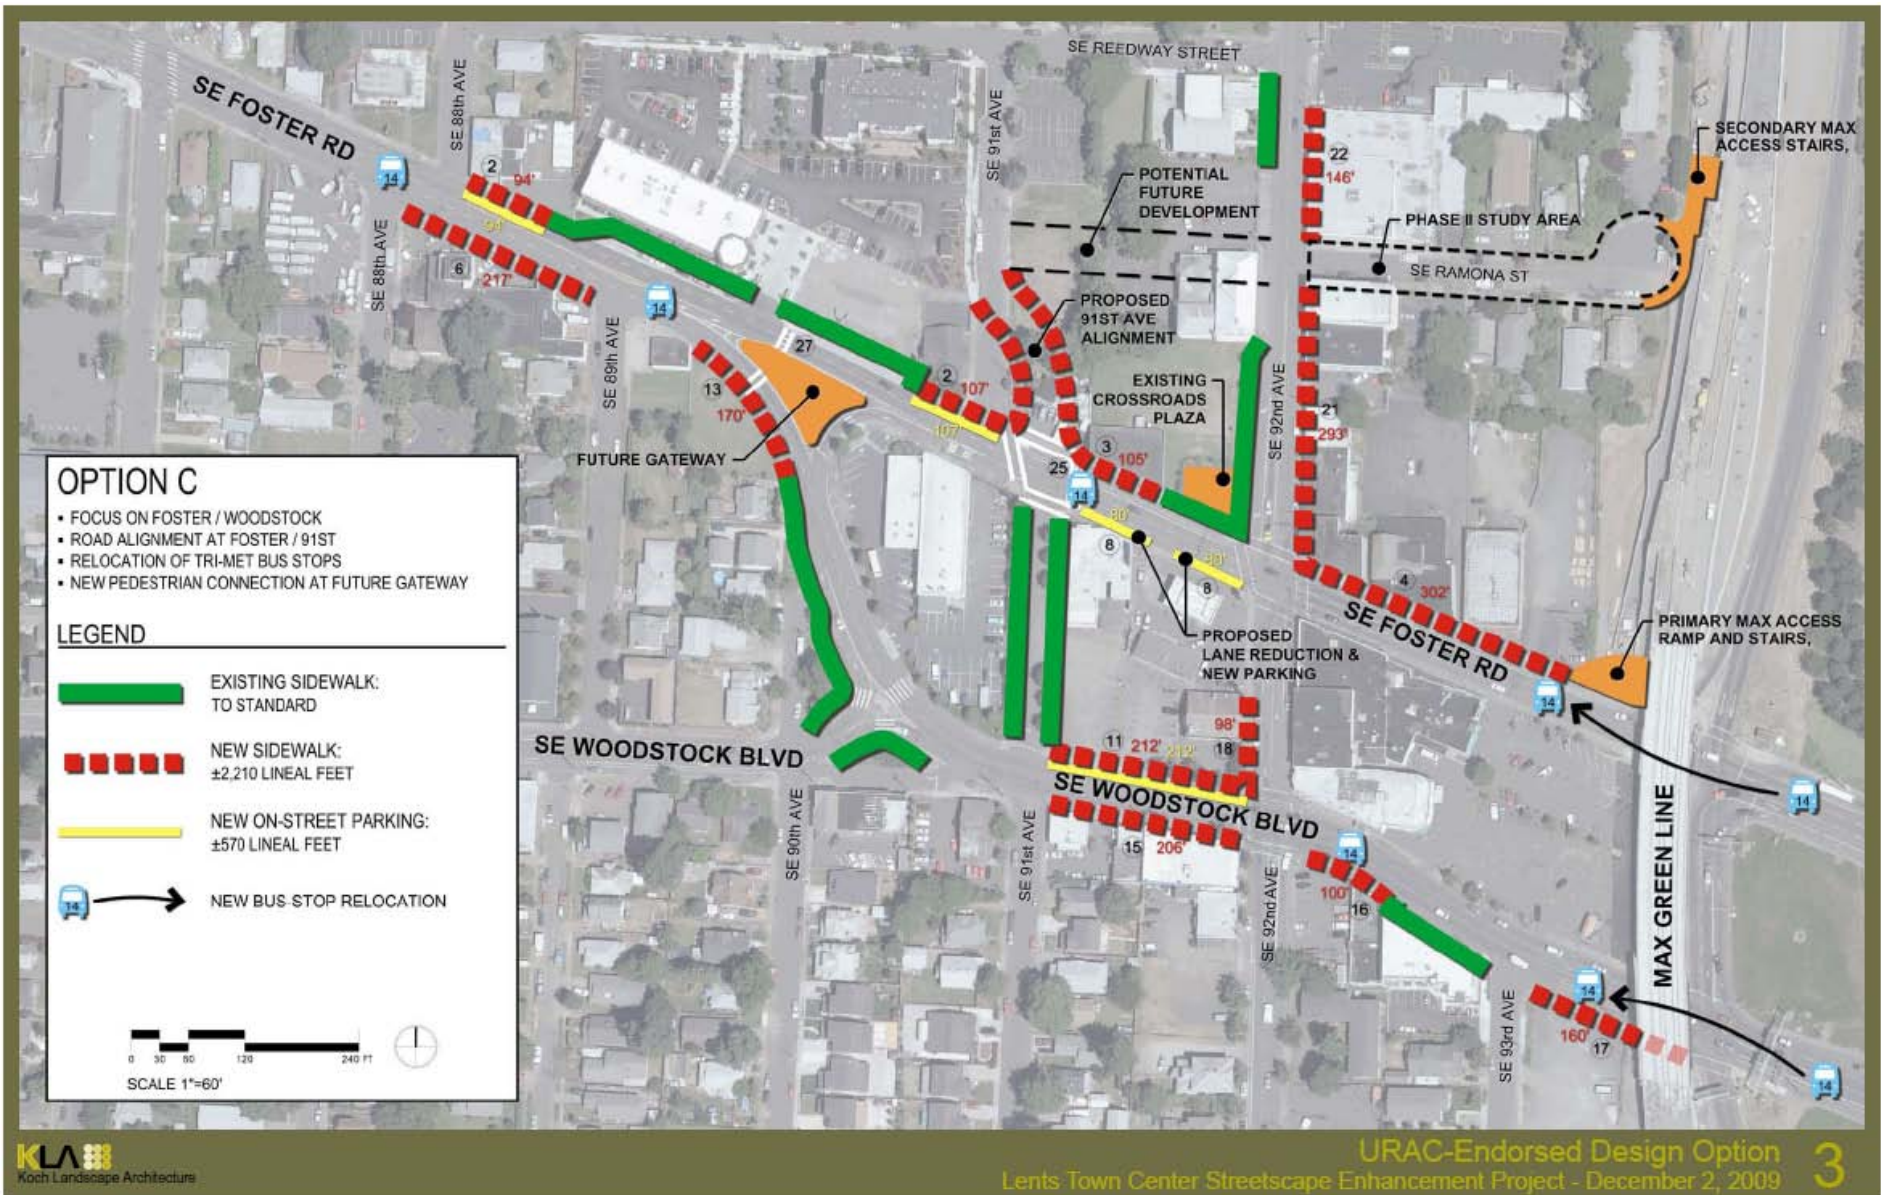 SE REEDWAY STREET
SE FOSTER RD
SE 88th AVE
SE 91st AVE
SECONDARY MAX
ACCESS STAIRS,
14
2
94'
94'
22
146'
POTENTIAL
FUTURE
DEVELOPMENT
PHASE II STUDY AREA
SE RAMONA ST
SE 88th AVE
6
217'
14
PROPOSED
91ST AVE
ALIGNMENT
27
SE 89th AVE
13
170'
2
107'
107'
EXISTING
CROSSROADS
PLAZA
SE 92nd AVE
21
293'
FUTURE GATEWAY
3
105'
25
14
80'
8
8
4
302'
SE FOSTER RD
PROPOSED
LANE REDUCTION &
NEW PARKING
PRIMARY MAX ACCESS
RAMP AND STAIRS,
14
14
OPTION C
▪ FOCUS ON FOSTER / WOODSTOCK
▪ ROAD ALIGNMENT AT FOSTER / 91ST
▪ RELOCATION OF TRI-MET BUS STOPS
▪ NEW PEDESTRIAN CONNECTION AT FUTURE GATEWAY
LEGEND
EXISTING SIDEWALK:
TO STANDARD
NEW SIDEWALK:
±2,210 LINEAL FEET
NEW ON-STREET PARKING:
±570 LINEAL FEET
14
NEW BUS STOP RELOCATION
0 30 60 120 240 FT
SCALE 1"=60'
SE WOODSTOCK BLVD
11
212'
212'
98'
18
SE WOODSTOCK BLVD
15
206'
SE 90th AVE
SE 91st AVE
SE 92nd AVE
14
100'
16
MAX GREEN LINE
SE 93rd AVE
14
160'
17
14
KLA
Koch Landscape Architecture
URAC-Endorsed Design Option
Lents Town Center Streetscape Enhancement Project - December 2, 2009
3